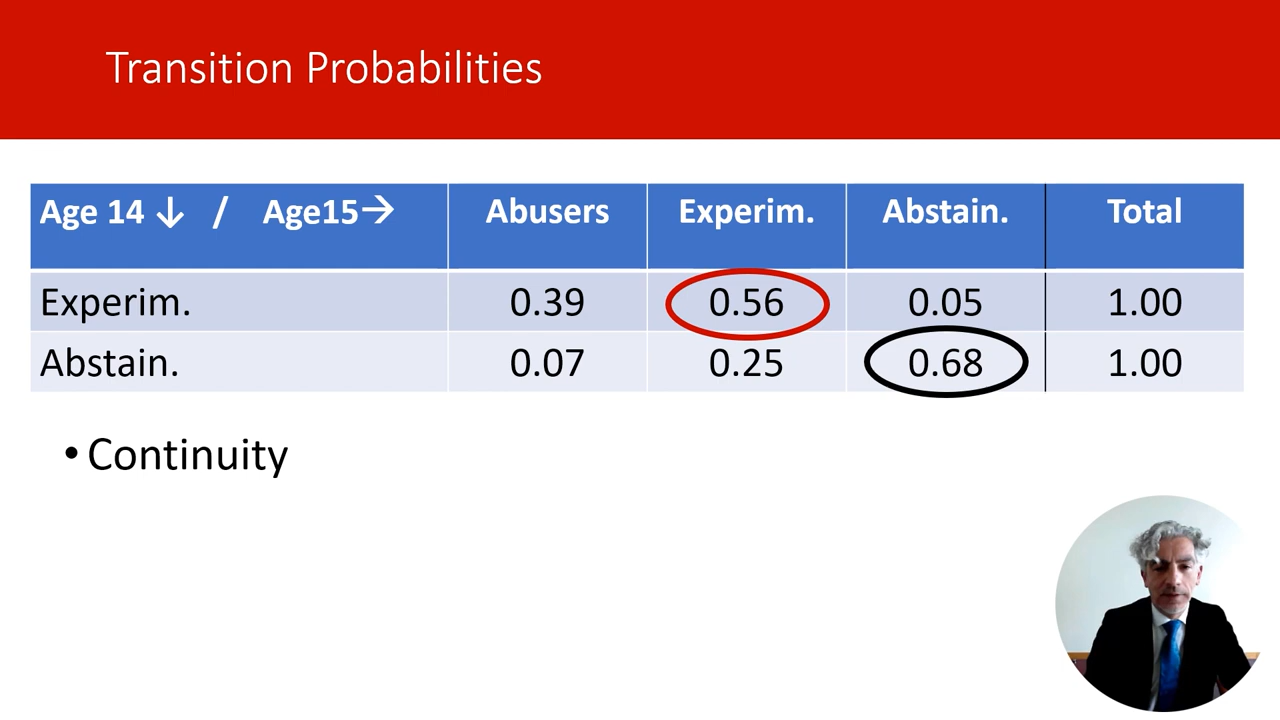 Transition Probabilities
Age 14 ↓ / Age15→ Abusers Experim. Abstain. Total
Experim. 0.39 0.56 0.05 1.00
Abstain. 0.07 0.25 0.68 1.00
• Continuity